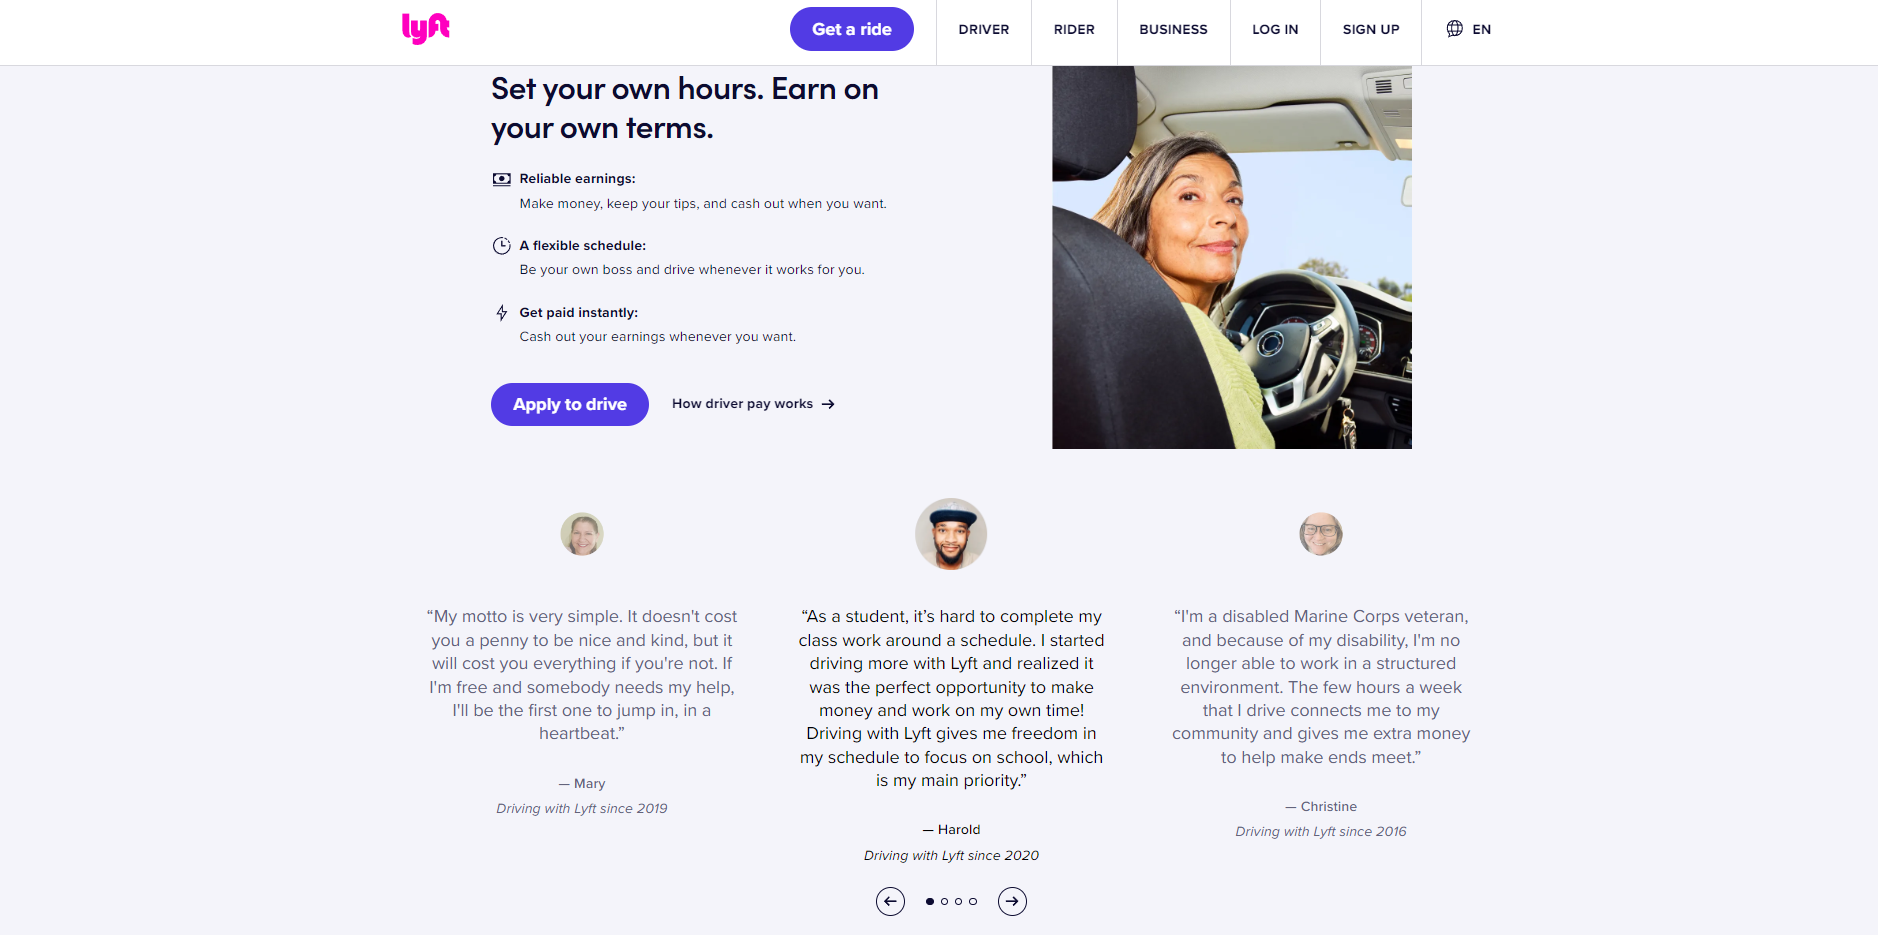 lyft
Get a ride
DRIVER
RIDER
BUSINESS
LOG IN
SIGN UP
EN
Set your own hours. Earn on
your own terms.
Reliable earnings:
Make money, keep your tips, and cash out when you want.
A flexible schedule:
Be your own boss and drive whenever it works for you.
Get paid instantly:
Cash out your earnings whenever you want.
Apply to drive
How driver pay works →
“My motto is very simple. It doesn't cost
you a penny to be nice and kind, but it
will cost you everything if you're not. If
I'm free and somebody needs my help,
I'll be the first one to jump in, in a
heartbeat.”
— Mary
Driving with Lyft since 2019
“As a student, it’s hard to complete my
class work around a schedule. I started
driving more with Lyft and realized it
was the perfect opportunity to make
money and work on my own time!
Driving with Lyft gives me freedom in
my schedule to focus on school, which
is my main priority.”
— Harold
Driving with Lyft since 2020
“I'm a disabled Marine Corps veteran,
and because of my disability, I'm no
longer able to work in a structured
environment. The few hours a week
that I drive connects me to my
community and gives me extra money
to help make ends meet.”
— Christine
Driving with Lyft since 2016